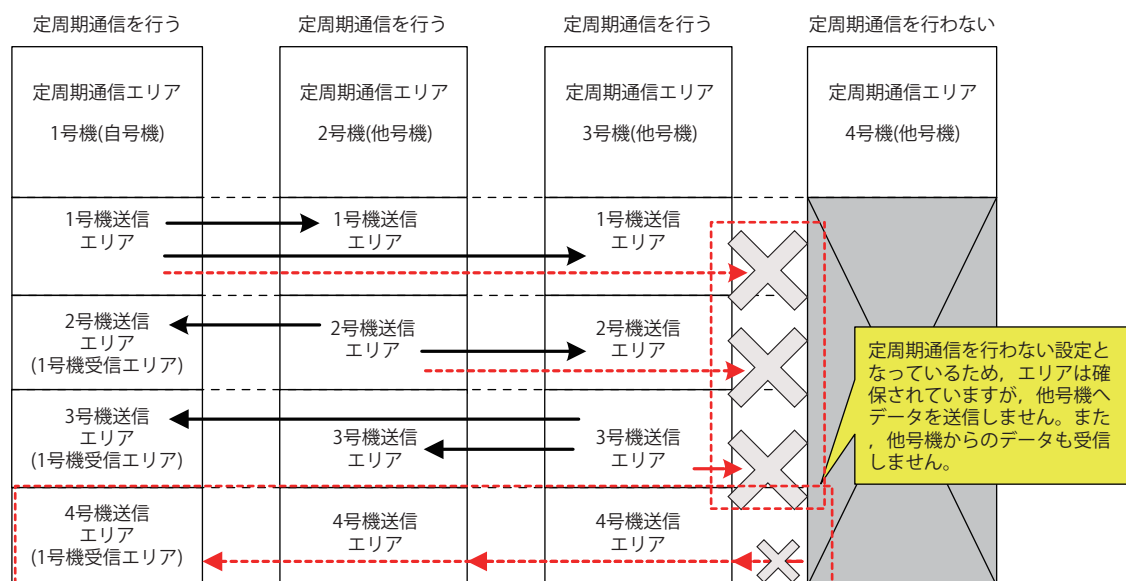 定周期通信を行う
定周期通信を行う
定周期通信を行う
定周期通信を行わない
定周期通信エリア
1号機(自号機)
定周期通信エリア
2号機(他号機)
定周期通信エリア
3号機(他号機)
定周期通信エリア
4号機(他号機)
1号機送信
エリア
1号機送信
エリア
1号機送信
エリア
2号機送信
エリア
(1号機受信エリア)
2号機送信
エリア
2号機送信
エリア
3号機送信
エリア
(1号機受信エリア)
3号機送信
エリア
3号機送信
エリア
4号機送信
エリア
(1号機受信エリア)
4号機送信
エリア
4号機送信
エリア
定周期通信を行わない設定と
なっているため，エリアは確
保されていますが，他号機へ
データを送信しません。また
，他号機からのデータも受信
しません。